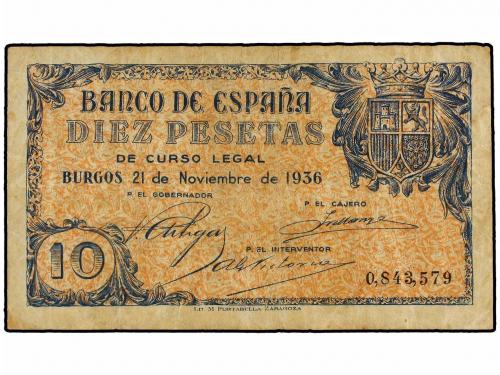 BANCO DE ESPAÑA
DIEZ PESETAS
DE CURSO LEGAL
BURGOS 21 de Noviembre de 1936
P. EL GOBERNADOR
P. EL CAJERO
P. EL INTERVENTOR
10
0,843,579
LIT. M PORTABELLA ZARAGOZA